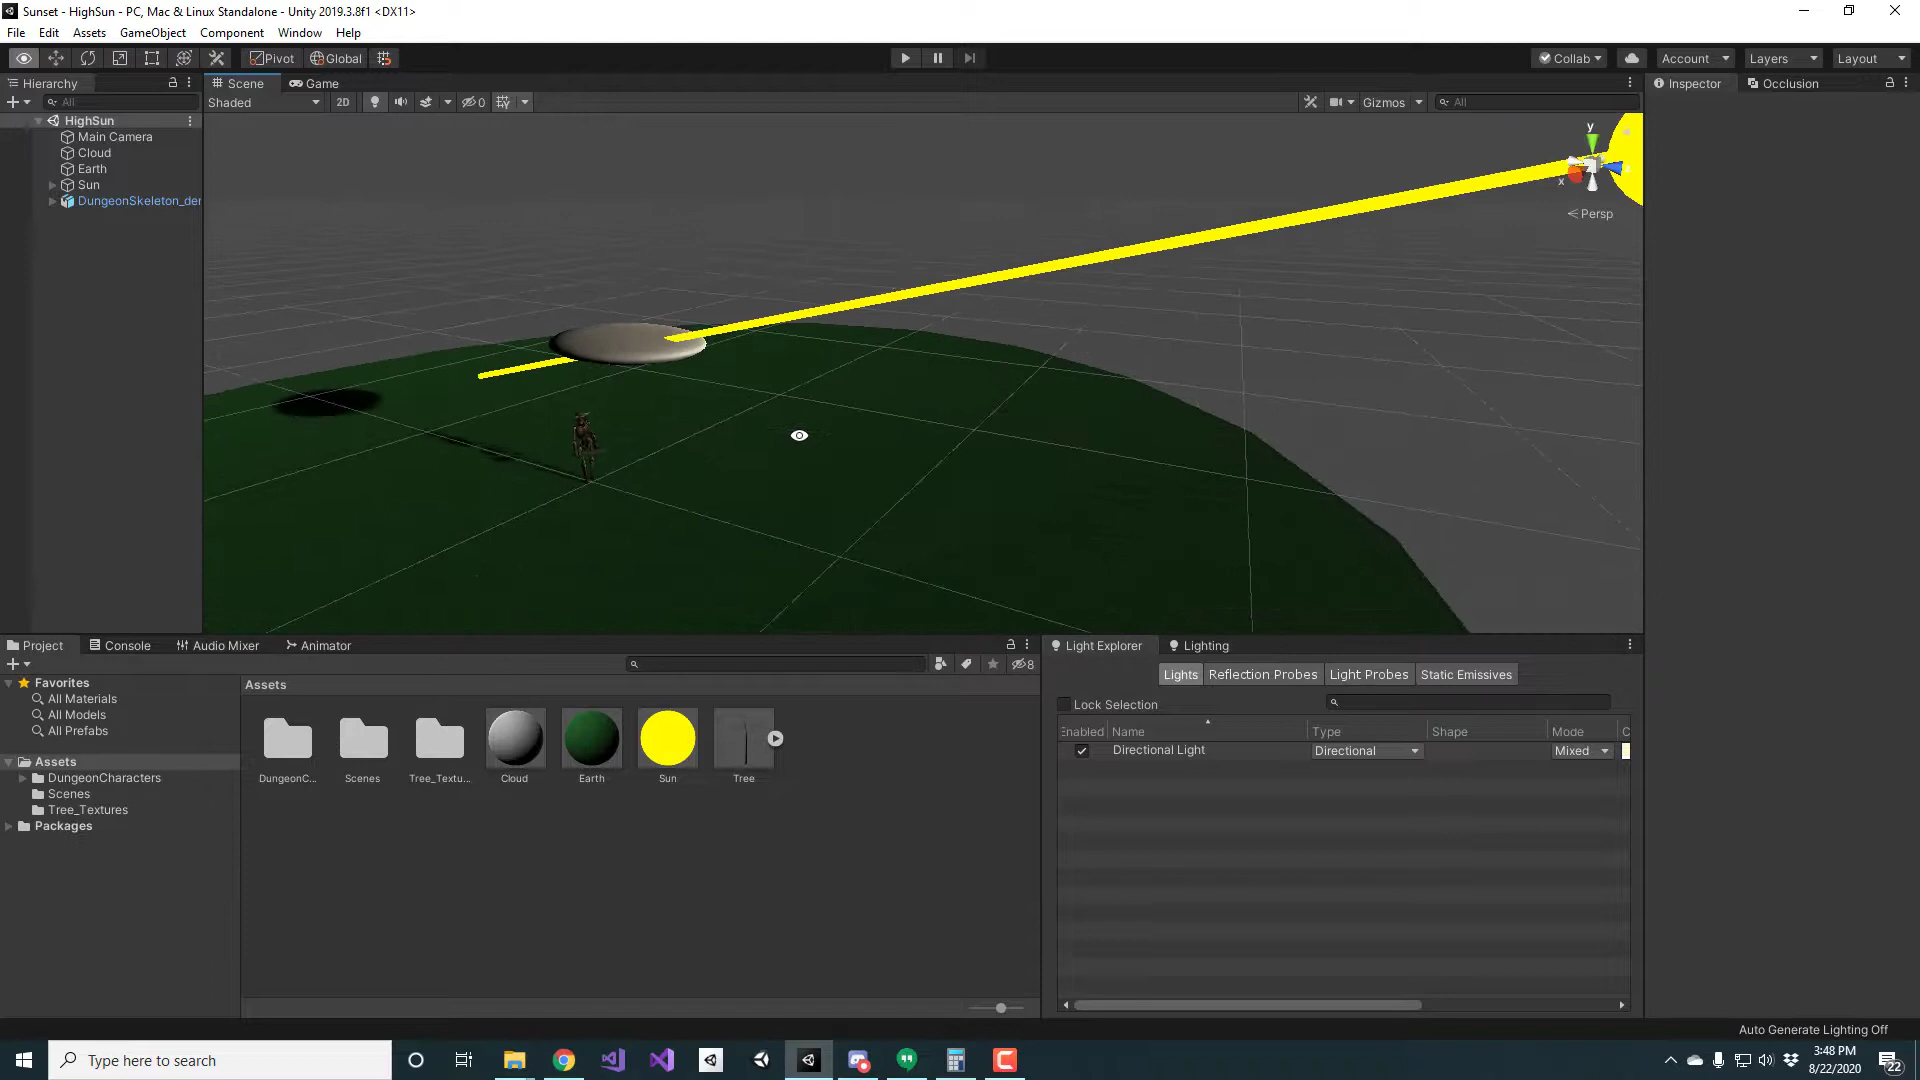 Sunset - HighSun - PC, Mac & Linux Standalone - Unity 2019.3.8f1 <DX11>
File Edit Assets GameObject Component Window Help
Pivot Global Collab Account Layers Layout
Hierarchy Scene Game Inspector Occlusion
All Shaded 2D 0 Gizmos All
HighSun
Main Camera
Cloud
Earth
Sun
DungeonSkeleton_der
y
x
z
Persp
Project Console Audio Mixer Animator Light Explorer Lighting
8
Favorites
All Materials
All Models
All Prefabs
Assets
DungeonCharacters
Scenes
Tree_Textures
Packages
Assets
DungeonC... Scenes Tree_Textu... Cloud Earth Sun Tree
Lights Reflection Probes Light Probes Static Emissives
Lock Selection
Enabled Name Type Shape Mode C
Directional Light Directional Mixed
Auto Generate Lighting Off
Type here to search
3:48 PM
8/22/2020
22